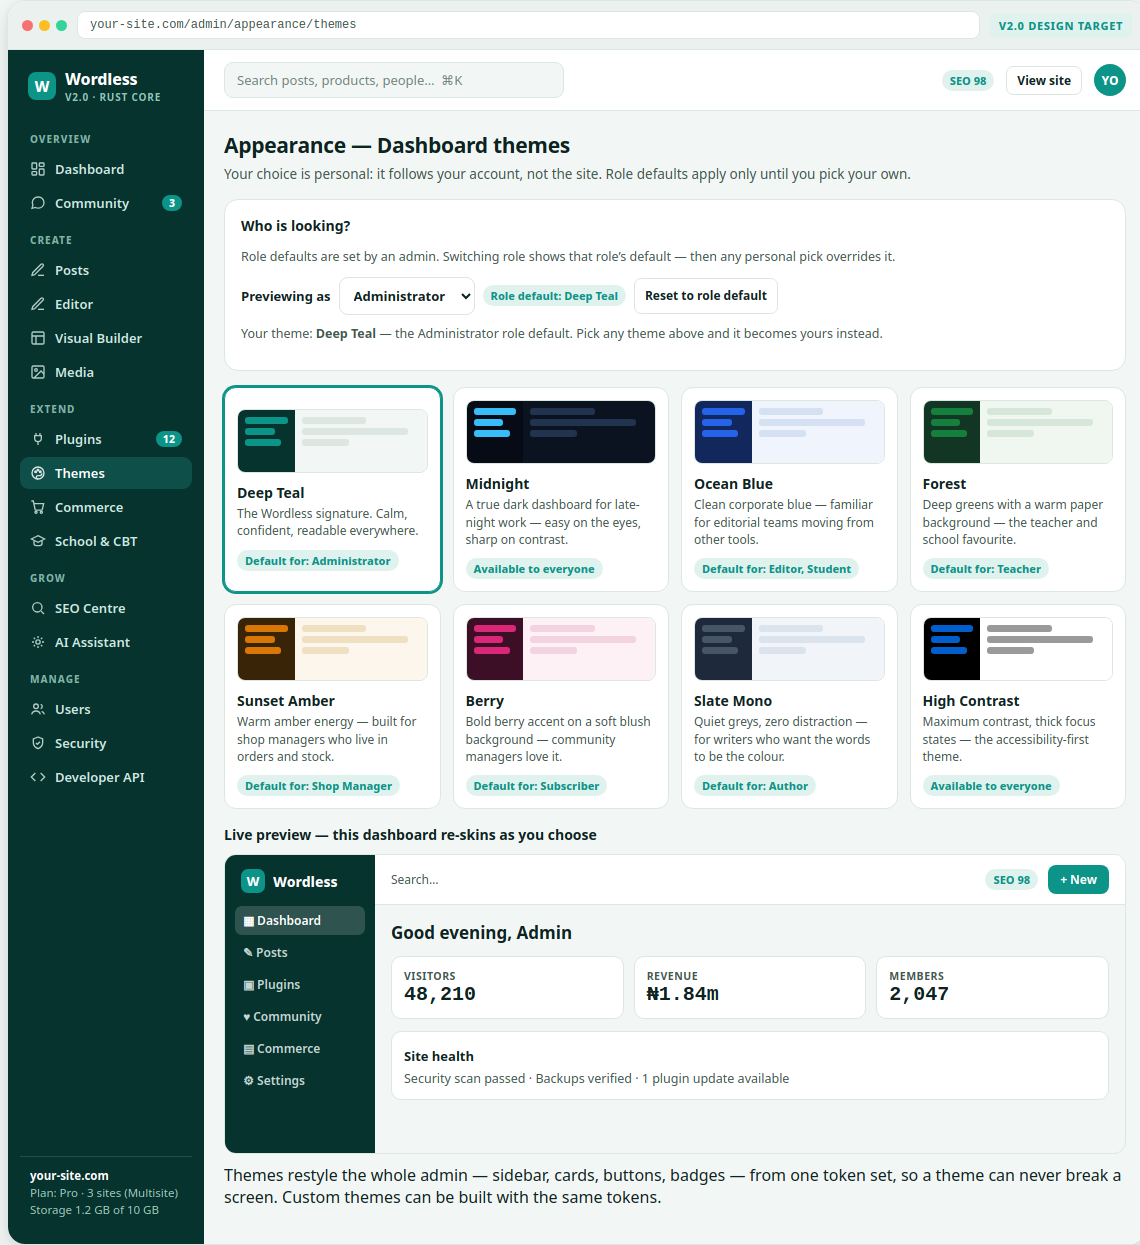 your-site.com/admin/appearance/themes
V2.0 DESIGN TARGET
W
Wordless
V2.0 · RUST CORE
OVERVIEW
Dashboard
Community 3
CREATE
Posts
Editor
Visual Builder
Media
EXTEND
Plugins 12
Themes
Commerce
School & CBT
GROW
SEO Centre
AI Assistant
MANAGE
Users
Security
Developer API
your-site.com
Plan: Pro · 3 sites (Multisite)
Storage 1.2 GB of 10 GB
Search posts, products, people… ⌘K
SEO 98
View site
YO
Appearance — Dashboard themes
Your choice is personal: it follows your account, not the site. Role defaults apply only until you pick your own.
Who is looking?
Role defaults are set by an admin. Switching role shows that role’s default — then any personal pick overrides it.
Previewing as Administrator Role default: Deep Teal Reset to role default
Your theme: Deep Teal — the Administrator role default. Pick any theme above and it becomes yours instead.
Deep Teal
The Wordless signature. Calm,
confident, readable everywhere.
Default for: Administrator
Midnight
A true dark dashboard for late-
night work — easy on the eyes,
sharp on contrast.
Available to everyone
Ocean Blue
Clean corporate blue — familiar
for editorial teams moving from
other tools.
Default for: Editor, Student
Forest
Deep greens with a warm paper
background — the teacher and
school favourite.
Default for: Teacher
Sunset Amber
Warm amber energy — built for
shop managers who live in
orders and stock.
Default for: Shop Manager
Berry
Bold berry accent on a soft blush
background — community
managers love it.
Default for: Subscriber
Slate Mono
Quiet greys, zero distraction —
for writers who want the words
to be the colour.
Default for: Author
High Contrast
Maximum contrast, thick focus
states — the accessibility-first
theme.
Available to everyone
Live preview — this dashboard re-skins as you choose
W
Wordless
▦ Dashboard
✎ Posts
▣ Plugins
♥ Community
▤ Commerce
⚙ Settings
Search…
SEO 98
+ New
Good evening, Admin
VISITORS
48,210
REVENUE
₦1.84m
MEMBERS
2,047
Site health
Security scan passed · Backups verified · 1 plugin update available
Themes restyle the whole admin — sidebar, cards, buttons, badges — from one token set, so a theme can never break a
screen. Custom themes can be built with the same tokens.